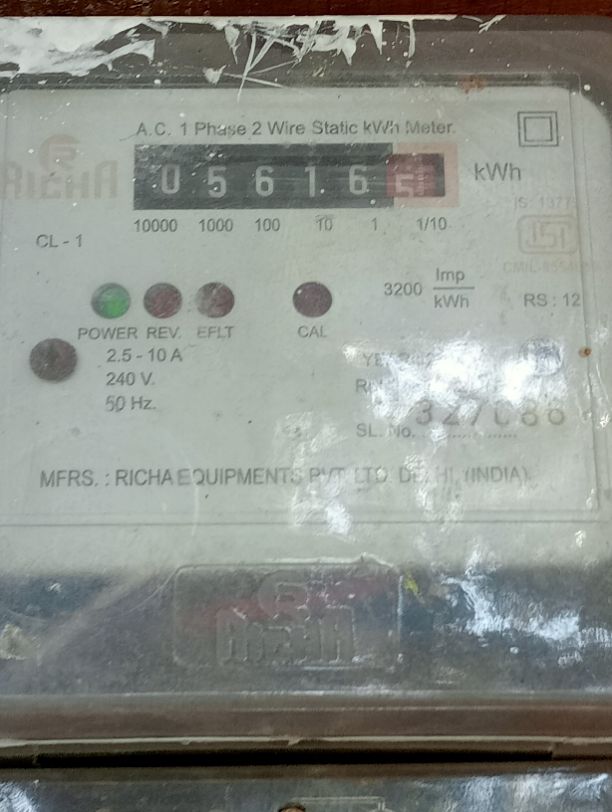 A.C. 1 Phase 2 Wire Static kWh Meter.
RICHA
0 5 6 1 6 5 kWh
10000 1000 100 10 1 1/10
CL - 1
ISI
3200 Imp/kWh
RS : 12
POWER REV. EFLT CAL
2.5 - 10 A
240 V.
50 Hz.
SL. No.
MFRS. : RICHA EQUIPMENTS PVT. LTD. DELHI, (INDIA)
RICHA